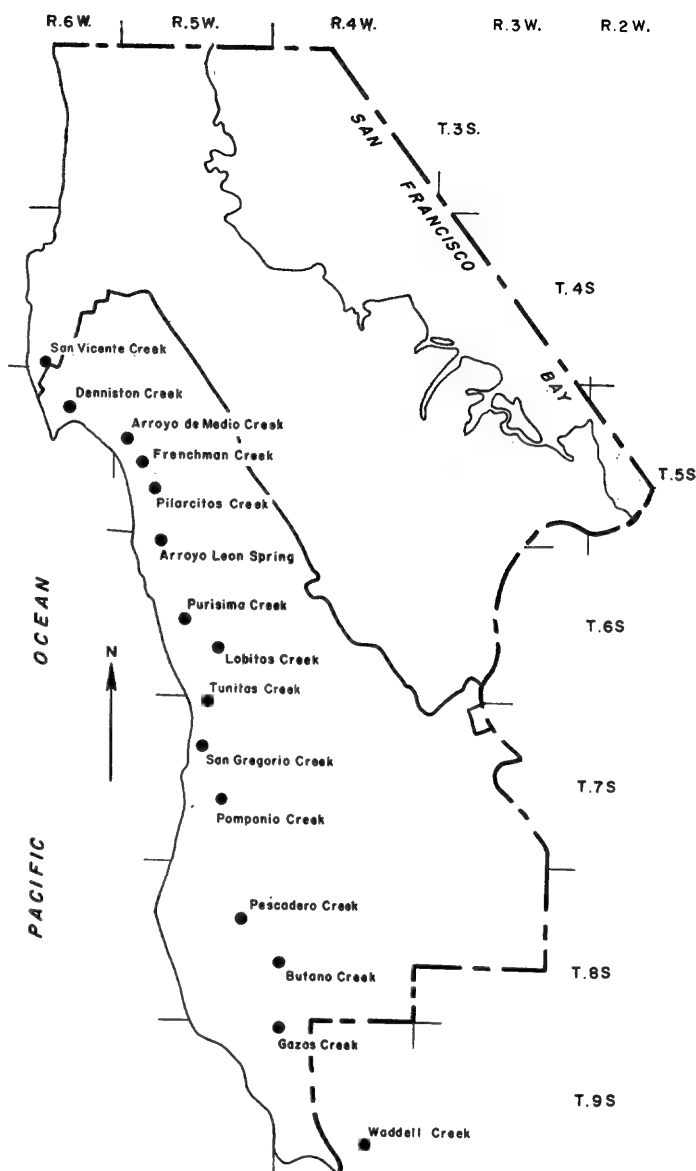 R.6W.
R.5W.
R.4W.
R.3W.
R.2W.
T.3S.
SAN FRANCISCO BAY
T.4S
San Vicente Creek
Denniston Creek
Arroyo de Medio Creek
Frenchman Creek
T.5S
Pilarcitos Creek
Arroyo Leon Spring
PACIFIC OCEAN
Purisima Creek
T.6S
N
Lobitos Creek
Tunitas Creek
San Gregorio Creek
T.7S
Pomponio Creek
Pescadero Creek
T.8S
Butano Creek
Gazos Creek
T.9S
Waddell Creek